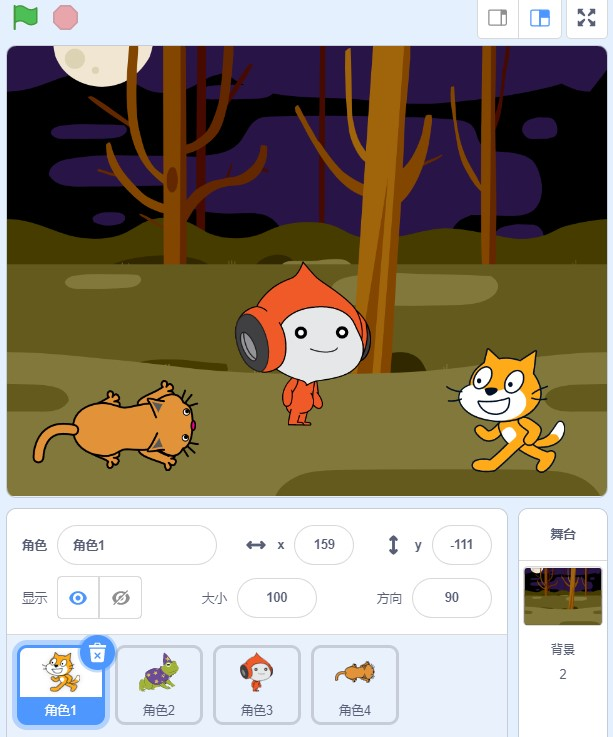 角色 角色1 x 159 y -111
显示 大小 100 方向 90
角色1 角色2 角色3 角色4
舞台
背景
2